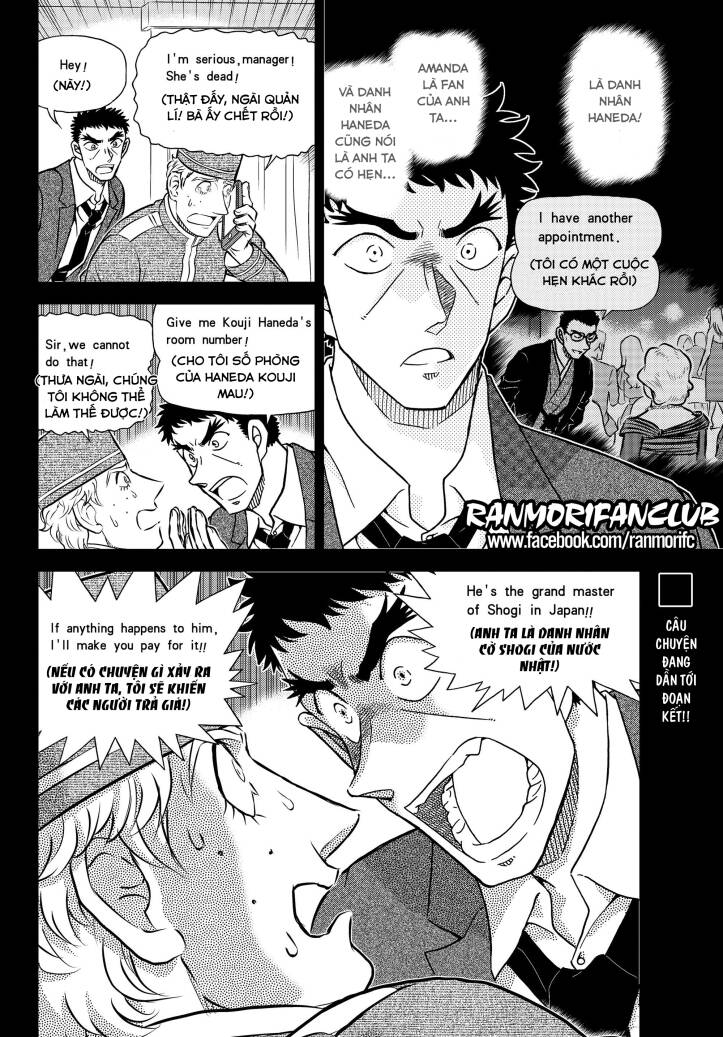 LÀ DANH
NHÂN
HANEDA!
AMANDA
LÀ FAN
CỦA ANH
TA...
VÀ DANH
NHÂN
HANEDA
CŨNG NÓI
LÀ ANH TA
CÓ HẸN...
I have another
appointment.
(TÔI CÓ MỘT CUỘC
HẸN KHÁC RỒI)
I'm serious,manager!
She's dead!
(THẬT ĐẤY, NGÀI QUẢN
LÍ! BÀ ẤY CHẾT RỒI!)
Hey!
(NÀY!)
Give me Kouji Haneda's
room number!
(CHO TÔI SỐ PHÒNG
CỦA HANEDA KOUJI
MAU!)
Sir,we cannot
do that!
(THƯA NGÀI, CHÚNG
TÔI KHÔNG THỂ
LÀM THẾ ĐƯỢC!)
RANMORIFANCLUB
www.facebook.com/ranmorifc
He's the grand master
of Shogi in Japan!!
(ANH TA LÀ DANH NHÂN
CỜ SHOGI CỦA NƯỚC
NHẬT!)
If anything happens to him,
I'll make you pay for it!!
(NẾU CÓ CHUYỆN GÌ XẢY RA
VỚI ANH TA, TÔI SẼ KHIẾN
CÁC NGƯỜI TRẢ GIÁ!)
CÂU
CHUYỆN
ĐANG
DẦN TỚI
ĐOẠN
KẾT!!